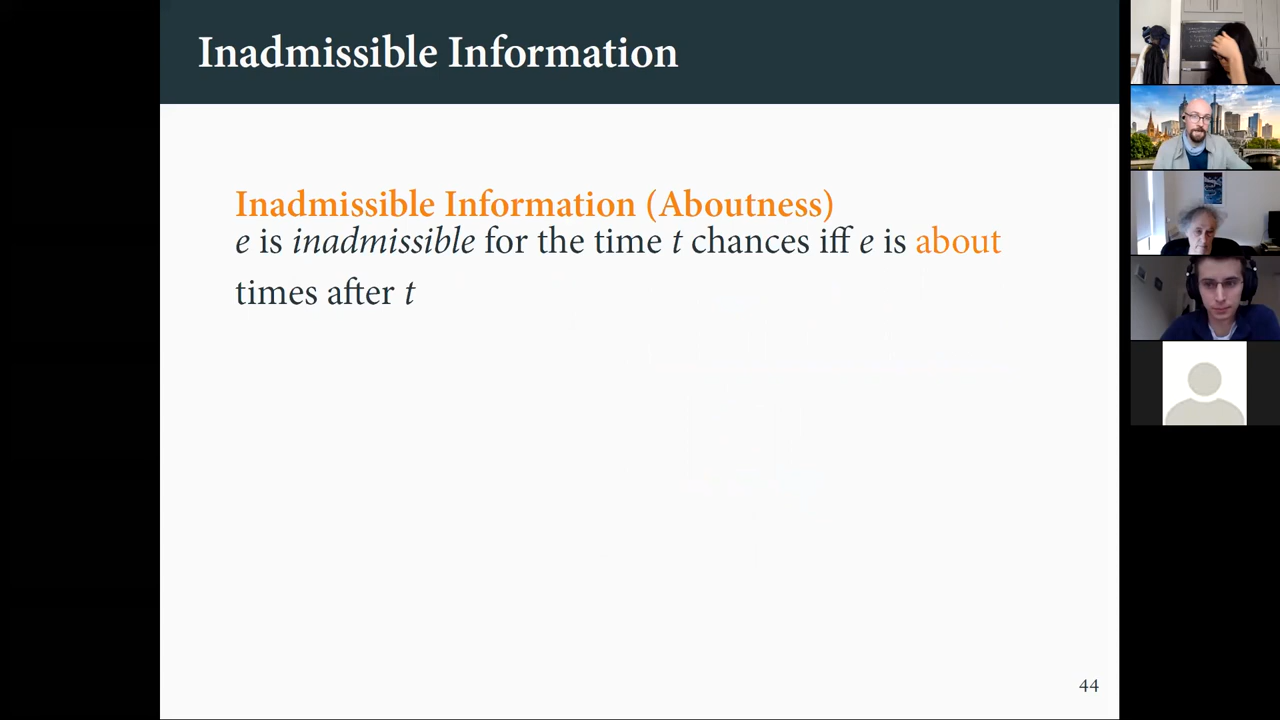 Inadmissible Information
Inadmissible Information (Aboutness)
e is inadmissible for the time t chances iff e is about
times after t
44